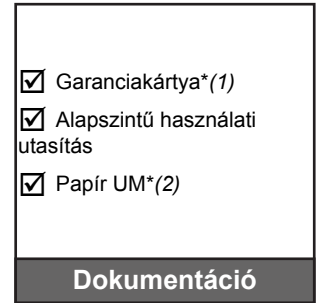 ☑ Garanciakártya*(1)
☑ Alapszintű használati
utasítás
☑ Papír UM*(2)
Dokumentáció